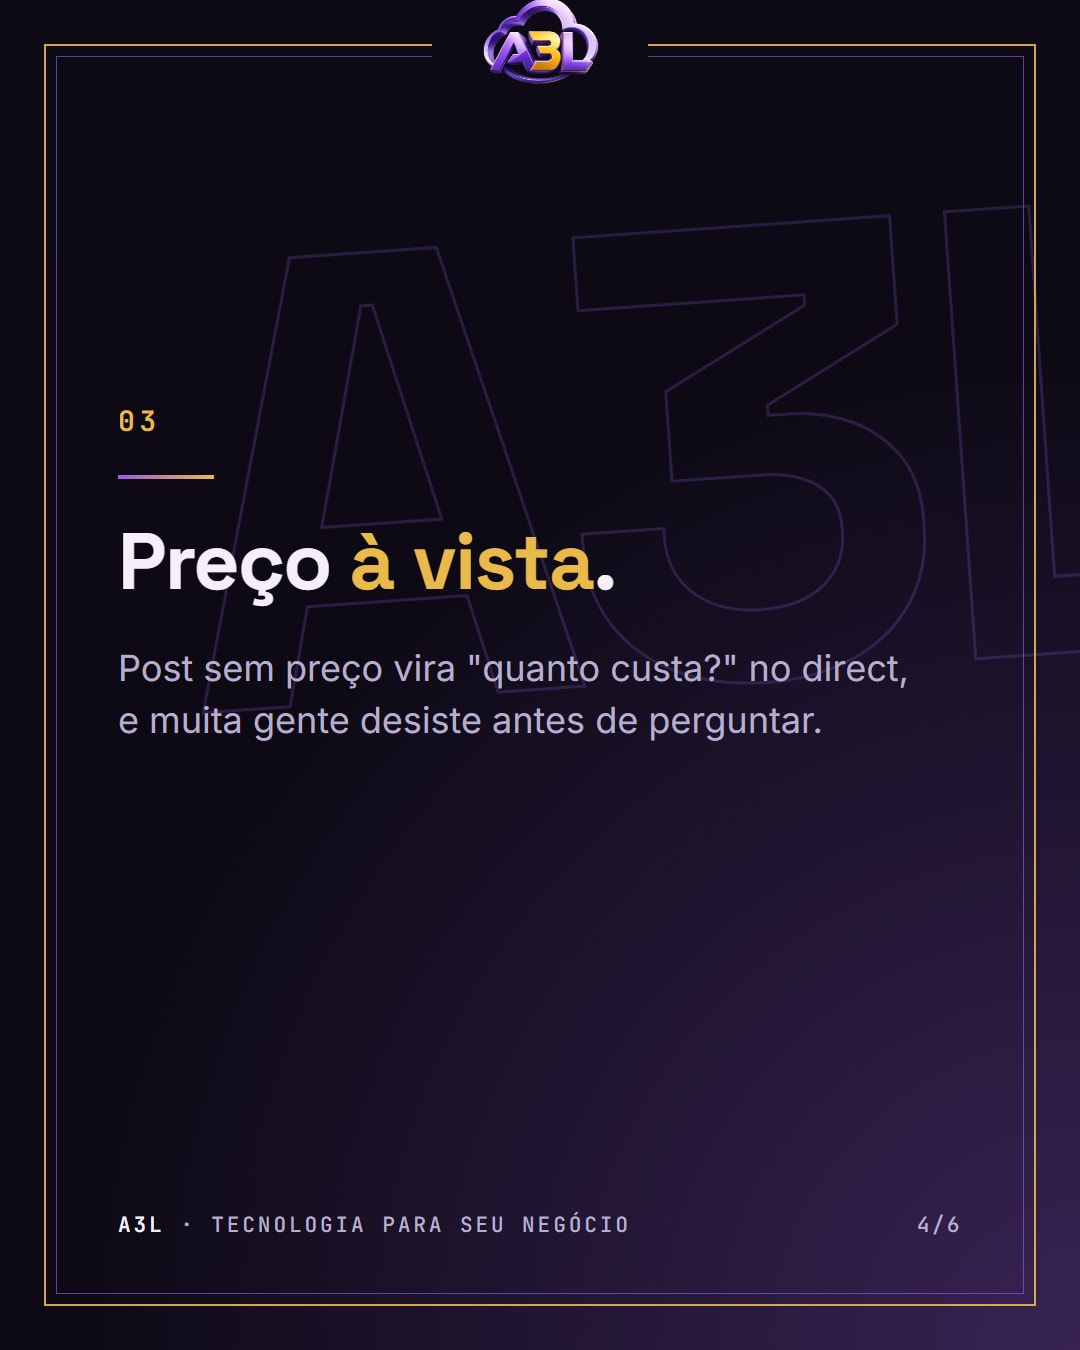 A3L
A3L
03
Preço à vista.
Post sem preço vira "quanto custa?" no direct,
e muita gente desiste antes de perguntar.
A3L · TECNOLOGIA PARA SEU NEGÓCIO
4/6